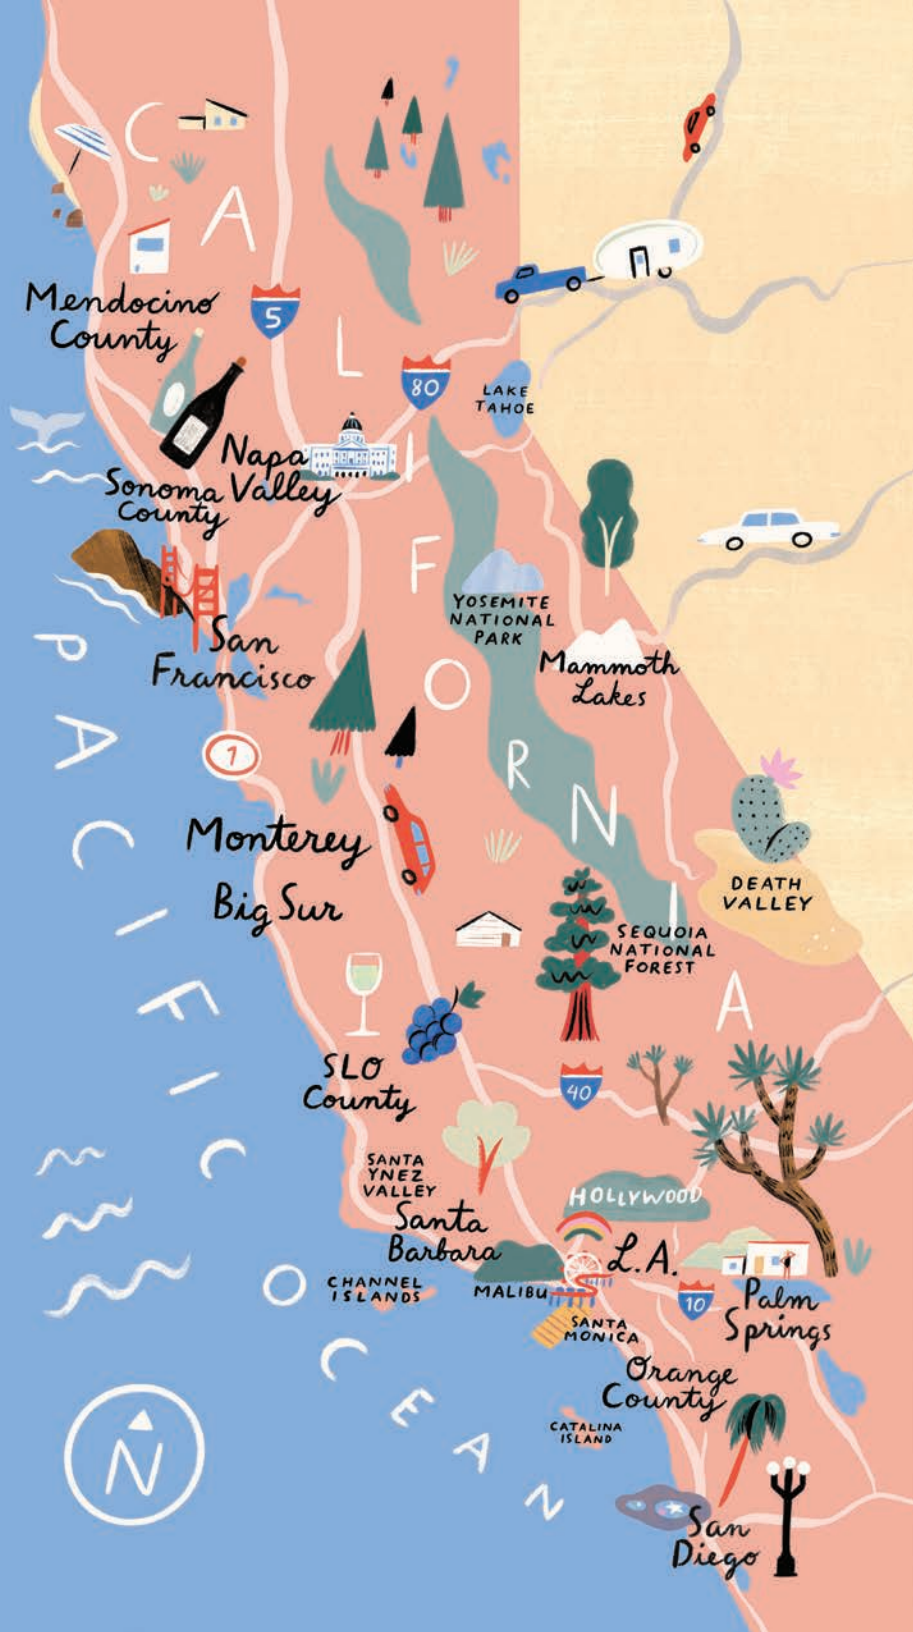 CALIFORNIA
Mendocino
County
5
80
LAKE
TAHOE
Napa
Valley
Sonoma
County
YOSEMITE
NATIONAL
PARK
San
Francisco
Mammoth
Lakes
1
Monterey
Big Sur
DEATH
VALLEY
SEQUOIA
NATIONAL
FOREST
SLO
County
40
SANTA
YNEZ
VALLEY
HOLLYWOOD
Santa
Barbara
L.A.
CHANNEL
ISLANDS
MALIBU
10
Palm
Springs
SANTA
MONICA
Orange
County
CATALINA
ISLAND
San
Diego
PACIFIC OCEAN
N